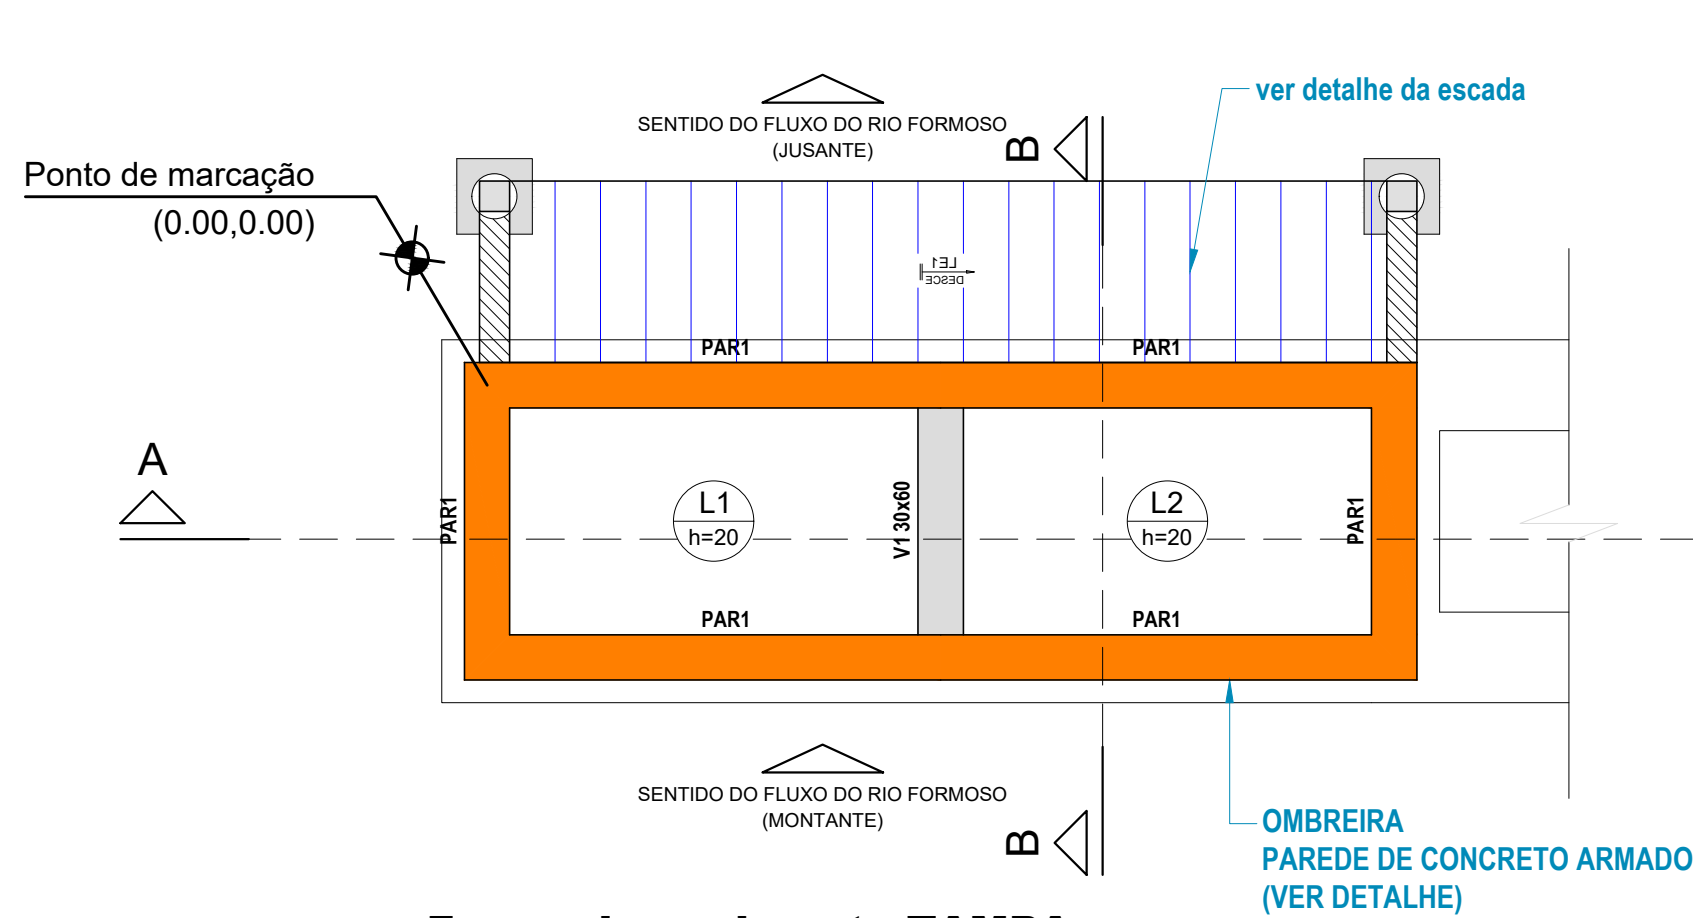 ver detalhe da escada
SENTIDO DO FLUXO DO RIO FORMOSO
(JUSANTE)
B
Ponto de marcação
(0.00,0.00)
LE1
DESCE
PAR1
PAR1
A
PAR1
L1
h=20
V1 30x60
L2
h=20
PAR1
PAR1
PAR1
SENTIDO DO FLUXO DO RIO FORMOSO
(MONTANTE)
B
OMBREIRA
PAREDE DE CONCRETO ARMADO
(VER DETALHE)